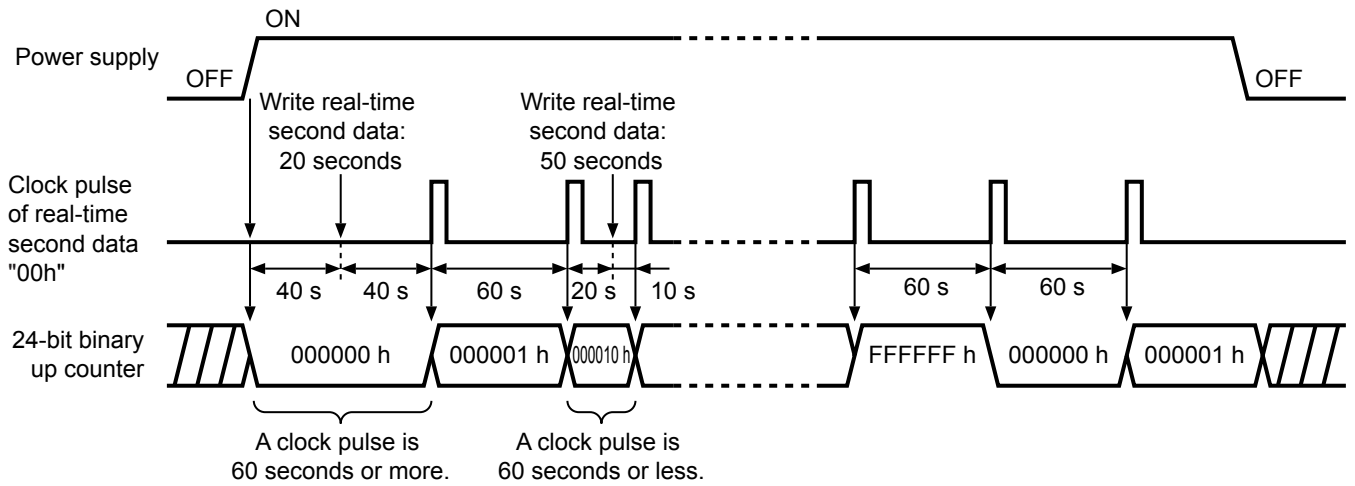 ON
Power supply
OFF
OFF
Write real-time
second data:
20 seconds
Write real-time
second data:
50 seconds
Clock pulse
of real-time
second data
"00h"
40 s
40 s
60 s
20 s
10 s
60 s
60 s
24-bit binary
up counter
000000 h
000001 h
000010 h
FFFFFF h
000000 h
000001 h
A clock pulse is
60 seconds or more.
A clock pulse is
60 seconds or less.